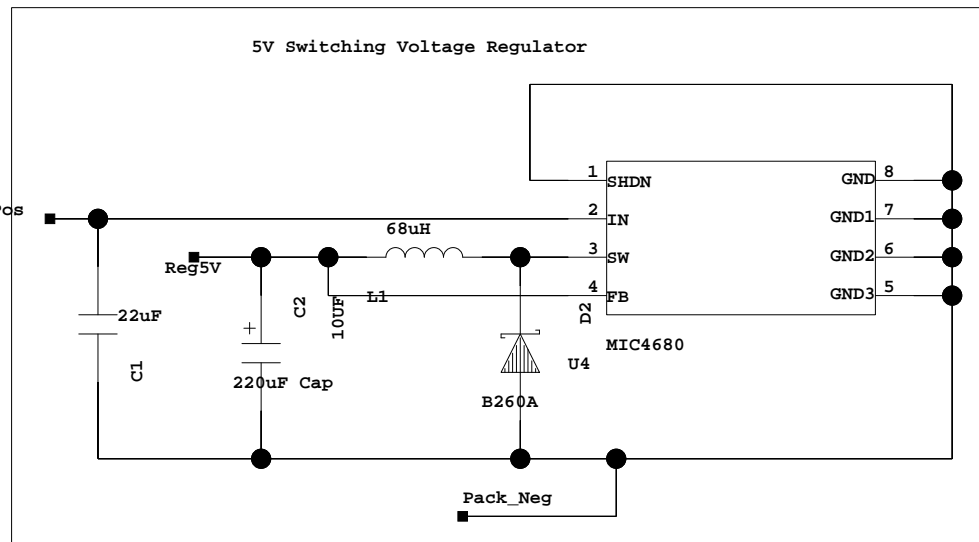 5V Switching Voltage Regulator
1
SHDN
GND
8
Pos
2
IN
GND1
7
68uH
3
SW
GND2
6
Reg5V
4
FB
GND3
5
C2
10UF
L1
D2
22uF
C1
MIC4680
U4
220uF Cap
B260A
Pack_Neg